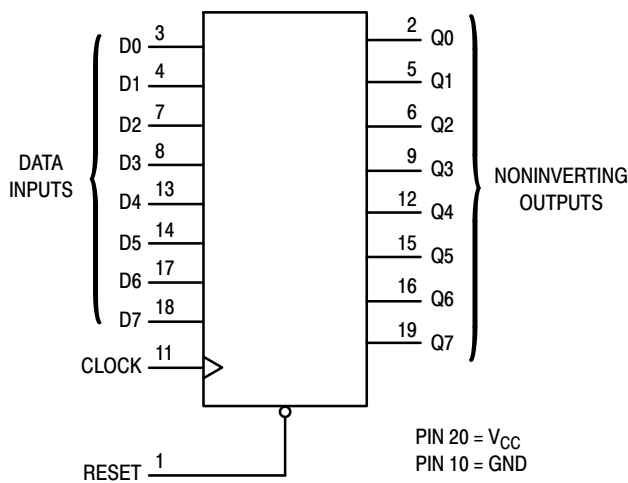 D0 3
D1 4
D2 7
D3 8
D4 13
D5 14
D6 17
D7 18
DATA
INPUTS
CLOCK 11
RESET 1
2 Q0
5 Q1
6 Q2
9 Q3
12 Q4
15 Q5
16 Q6
19 Q7
NONINVERTING
OUTPUTS
PIN 20 = VCC
PIN 10 = GND